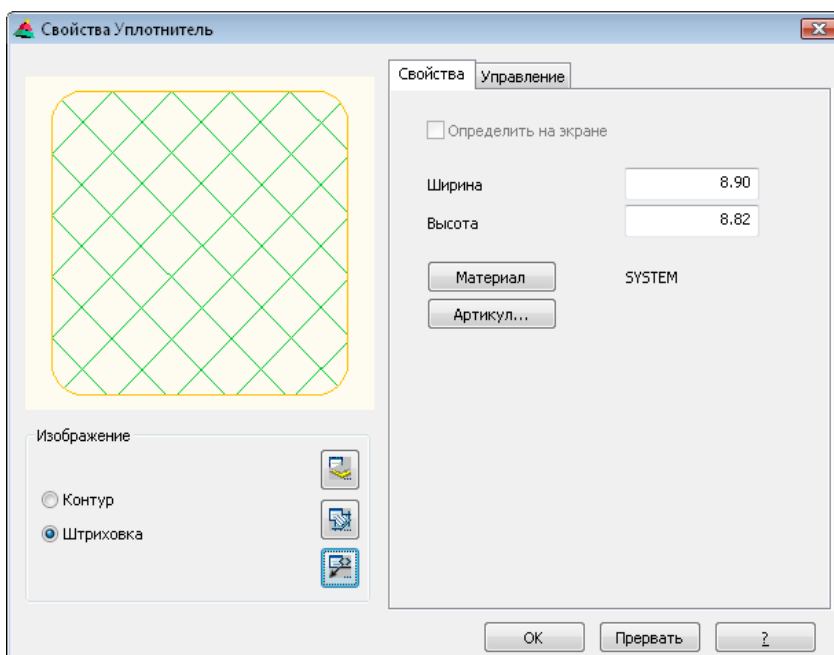 Свойства Уплотнитель
Свойства
Управление
Определить на экране
Ширина 8.90
Высота 8.82
Материал SYSTEM
Артикул...
Изображение
Контур
Штриховка
ОК
Прервать
?